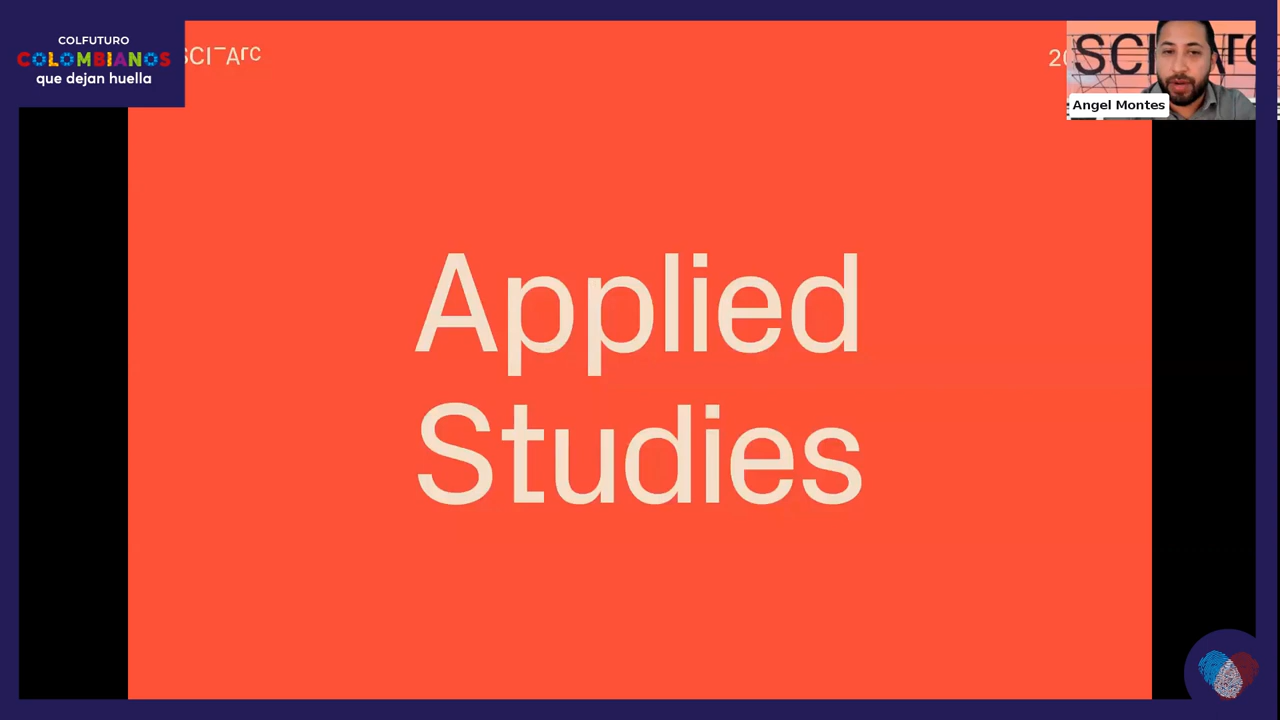 COLFUTURO
COLOMBIANOS
que dejan huella
SCI-Arc
Angel Montes
Applied
Studies